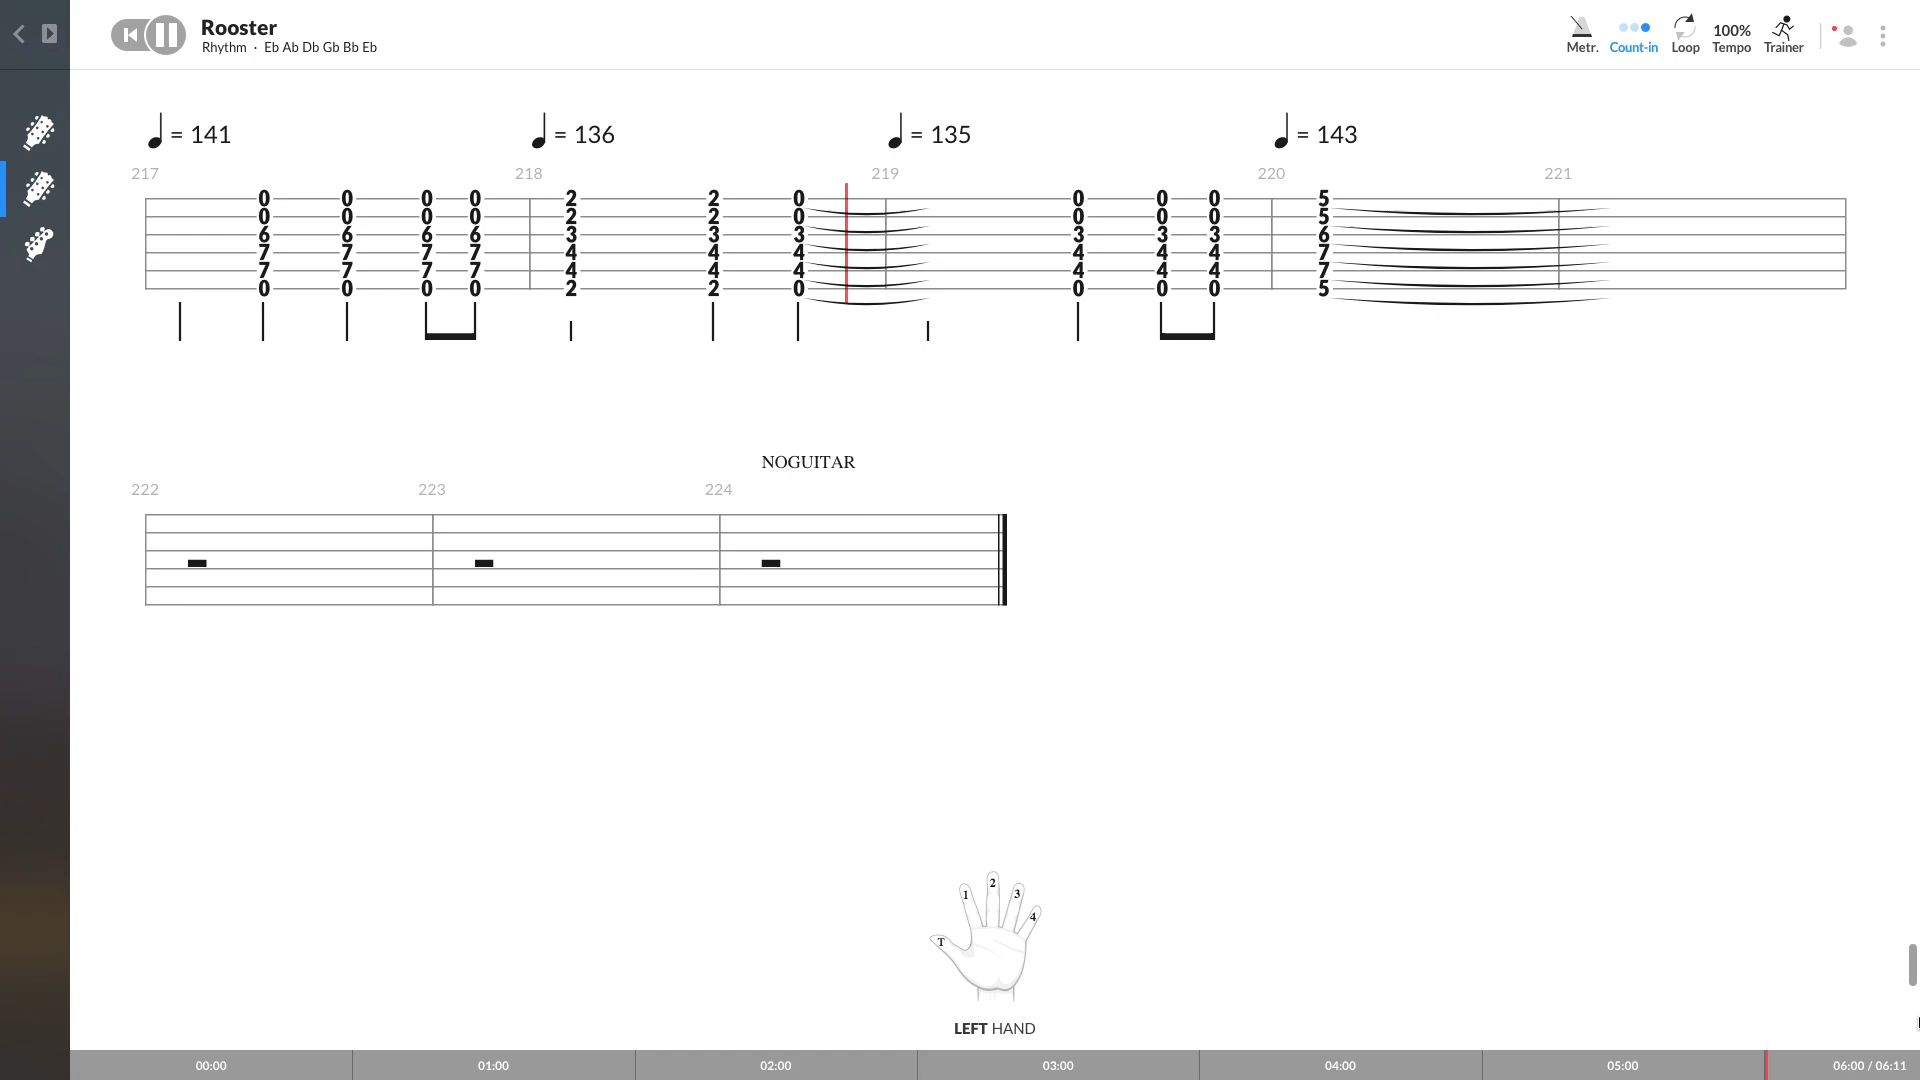 Rooster
Rhythm · Eb Ab Db Gb Bb Eb
Metr.
Count-in
Loop
100%
Tempo
Trainer
= 141
= 136
= 135
= 143
217 218 219 220 221
0 0 0 0 2 2 0 0 0 0 5
0 0 0 0 2 2 0 0 0 0 5
6 6 6 6 3 3 3 3 3 3 6
7 7 7 7 4 4 4 4 4 4 7
7 7 7 7 4 4 4 4 4 4 7
0 0 0 0 2 2 0 0 0 0 5
NOGUITAR
222 223 224
1 2 3 4 T
LEFT HAND
00:00 01:00 02:00 03:00 04:00 05:00 06:00 / 06:11